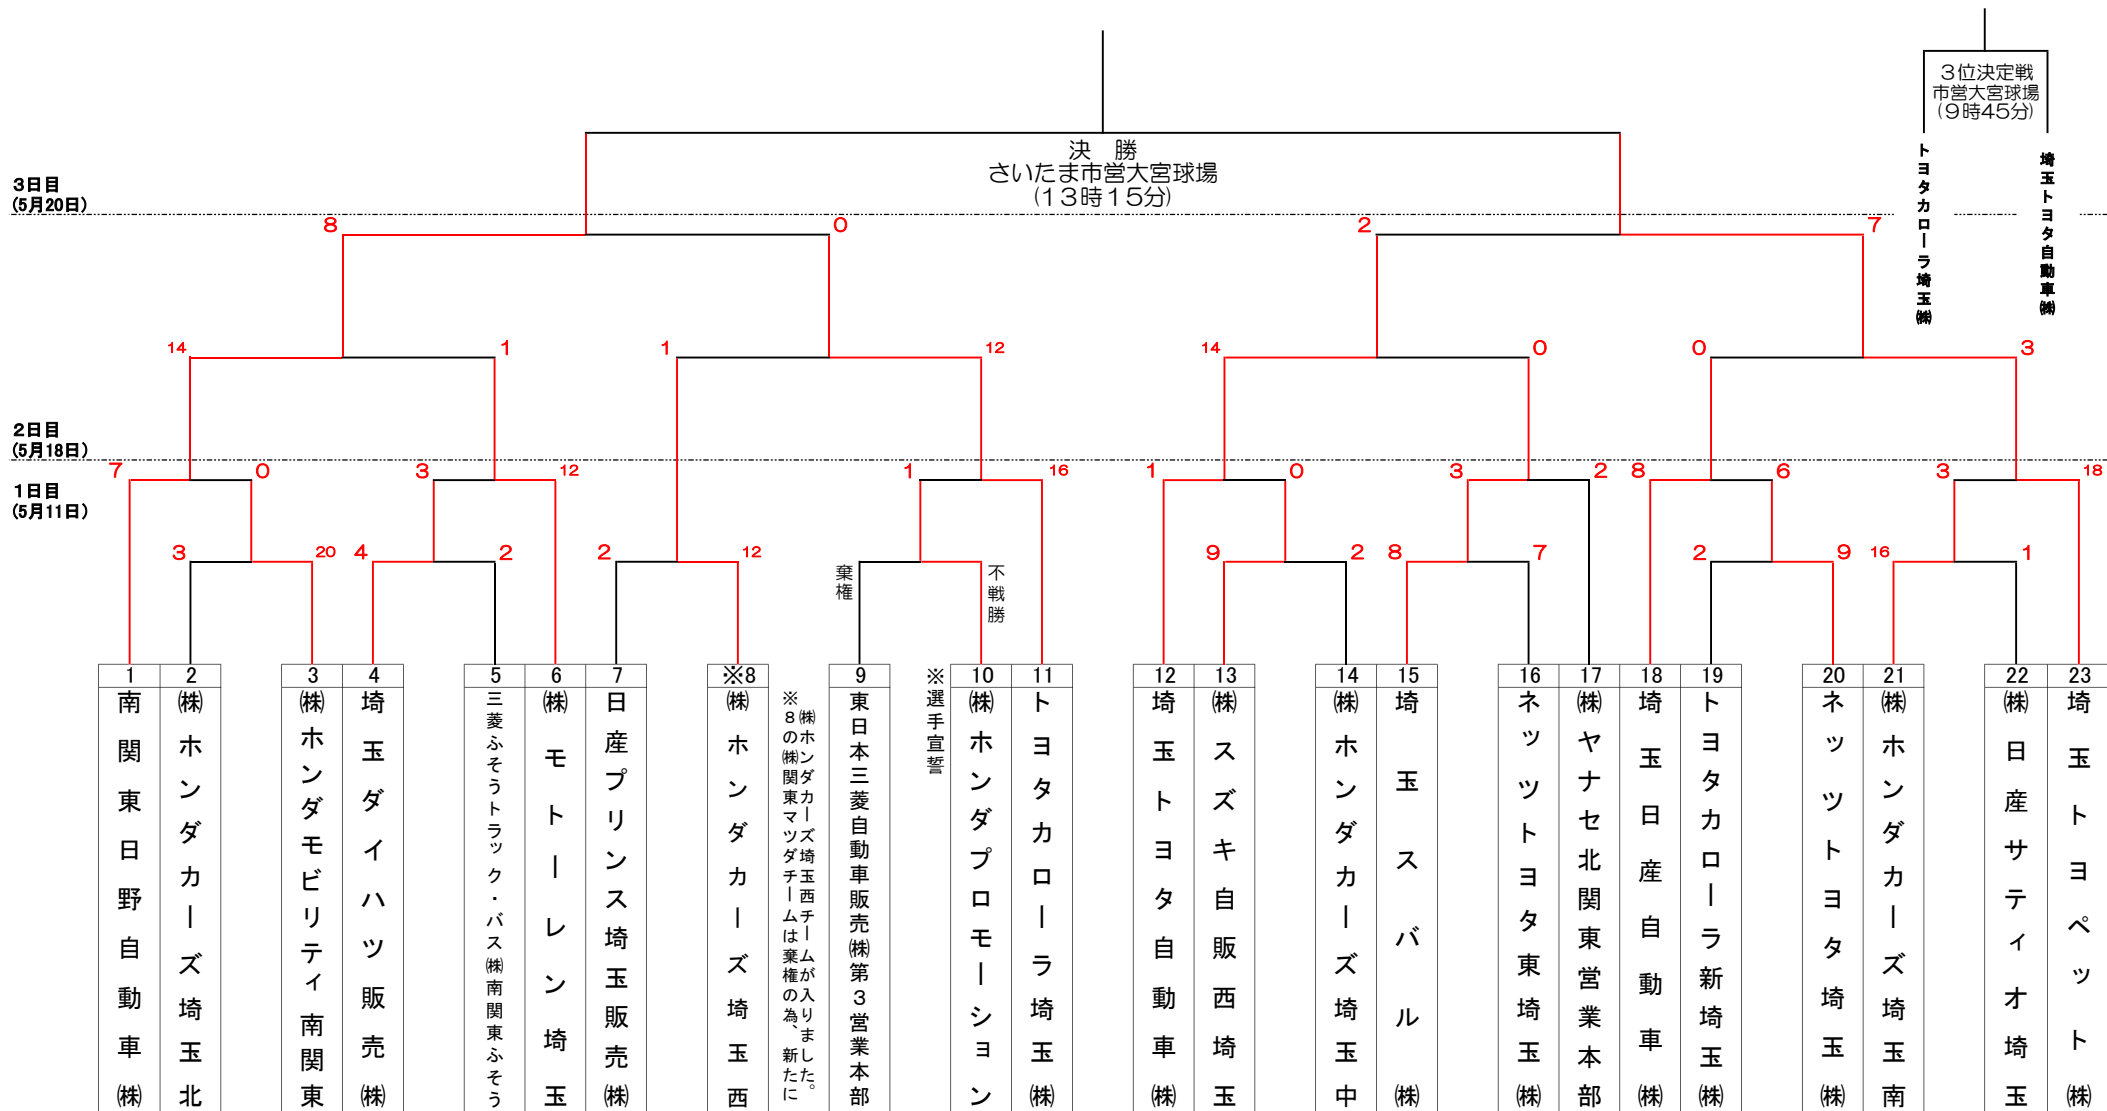 3位決定戦
市営大宮球場
(9時45分)
トヨタカローラ埼玉㈱
埼玉トヨタ自動車㈱
決 勝
さいたま市営大宮球場
(13時15分)
3日目
(5月20日)
8
0
2
7
14
1
1
12
14
0
0
3
2日目
(5月18日)
7
0
3
12
1
16
1
0
3
2
8
6
3
18
1日目
(5月11日)
3
20
4
2
2
12
棄権
不戦勝
9
2
8
7
2
9
16
1
1
南関東日野自動車㈱
2
㈱ホンダカーズ埼玉北
3
㈱ホンダモビリティ南関東
4
埼玉ダイハツ販売㈱
5
三菱ふそうトラック・バス㈱南関東ふそう
6
㈱モトーレン埼玉
7
日産プリンス埼玉販売㈱
※8
㈱ホンダカーズ埼玉西
※8の㈱関東マツダチームは棄権の為、新たに
㈱ホンダカーズ埼玉西チームが入りました。
9
東日本三菱自動車販売㈱第3営業本部
※選手宣誓
10
㈱ホンダプロモーション
11
トヨタカローラ埼玉㈱
12
埼玉トヨタ自動車㈱
13
㈱スズキ自販西埼玉
14
㈱ホンダカーズ埼玉中
15
埼玉スバル㈱
16
ネッツトヨタ東埼玉㈱
17
㈱ヤナセ北関東営業本部
18
埼玉日産自動車㈱
19
トヨタカローラ新埼玉㈱
20
ネッツトヨタ埼玉㈱
21
㈱ホンダカーズ埼玉南
22
㈱日産サティオ埼玉
23
埼玉トヨペット㈱